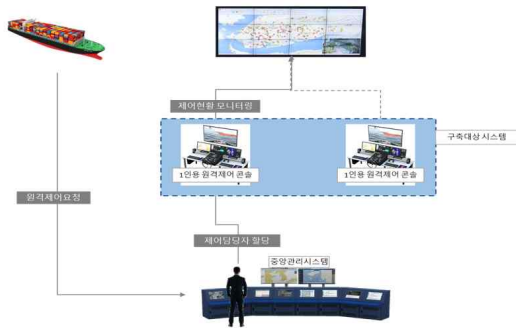 제어현황 모니터링
구축대상 시스템
1인용 원격제어 콘솔
1인용 원격제어 콘솔
원격제어요청
제어담당자 할당
중앙관리시스템